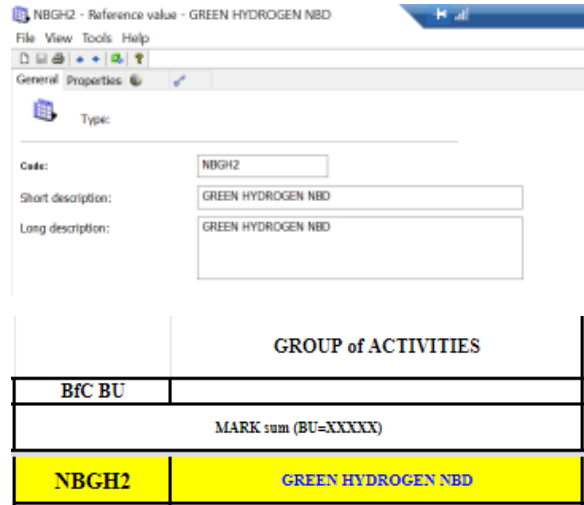 NBGH2 - Reference value - GREEN HYDROGEN NBD
File View Tools Help
General Properties
Type:
Code: NBGH2
Short description: GREEN HYDROGEN NBD
Long description: GREEN HYDROGEN NBD
GROUP of ACTIVITIES
BfC BU
MARK sum (BU=XXXXX)
NBGH2 GREEN HYDROGEN NBD